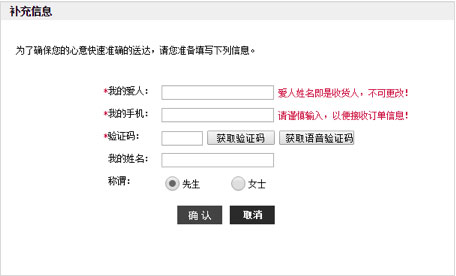 补充信息
为了确保您的心意快速准确的送达，请您准备填写下列信息。
*我的爱人： 爱人姓名即是收货人，不可更改！
*我的手机： 请谨慎输入，以便接收订单信息！
*验证码： 获取验证码 获取语音验证码
我的姓名：
称谓： 先生 女士
确 认 取消